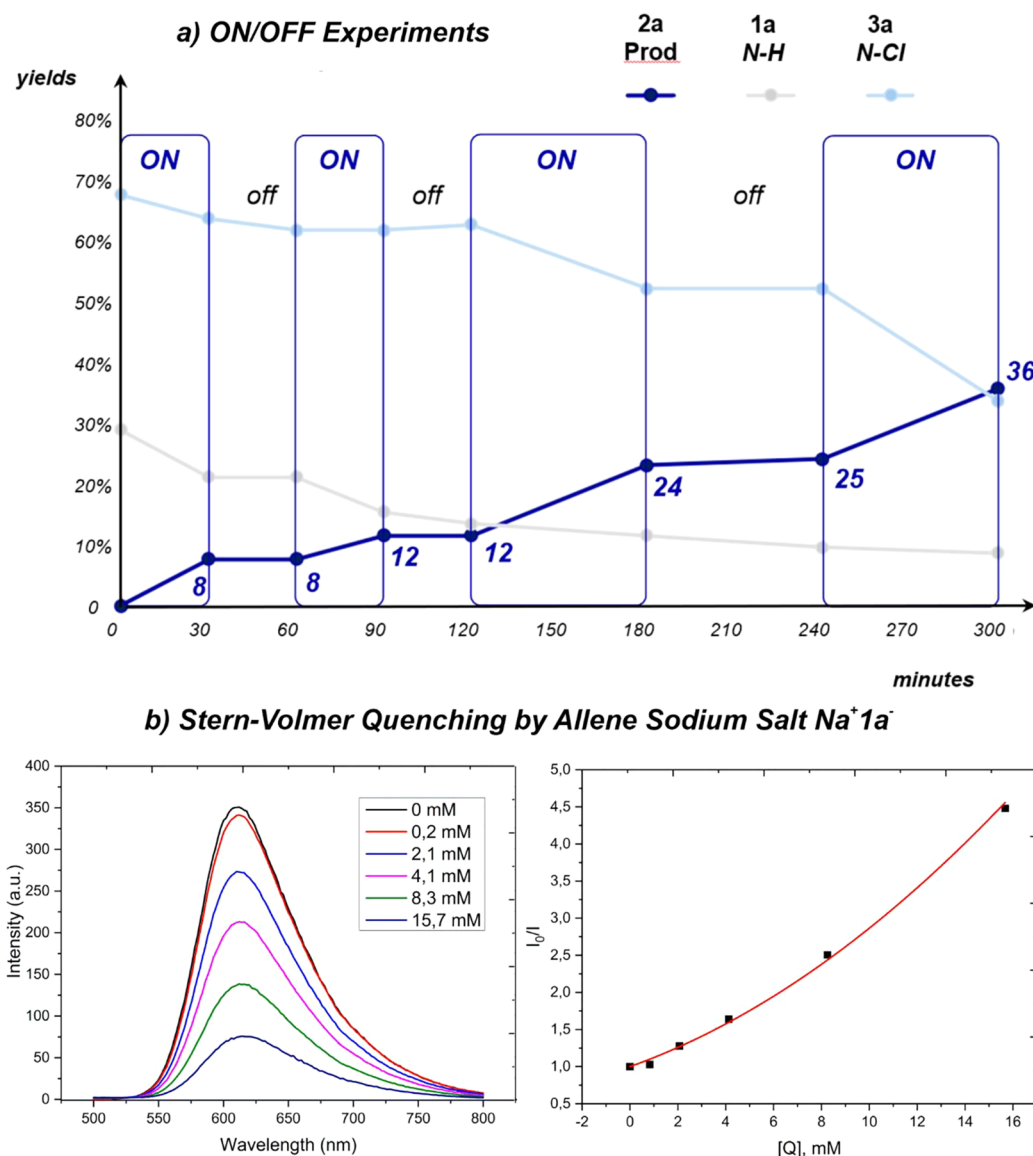 a) ON/OFF Experiments
2a 1a 3a
Prod N-H N-Cl
yields
80%
70%
60%
50%
40%
30%
20%
10%
0
ON off ON off ON off ON
8 8 12 12 24 25 36
0 30 60 90 120 150 180 210 240 270 300
minutes
b) Stern-Volmer Quenching by Allene Sodium Salt Na+1a-
400
350
300
250
200
150
100
50
0
Intensity (a.u.)
0 mM
0,2 mM
2,1 mM
4,1 mM
8,3 mM
15,7 mM
500 550 600 650 700 750 800
Wavelength (nm)
5,0
4,5
4,0
3,5
3,0
2,5
2,0
1,5
1,0
0,5
I0/I
-2 0 2 4 6 8 10 12 14 16
[Q], mM